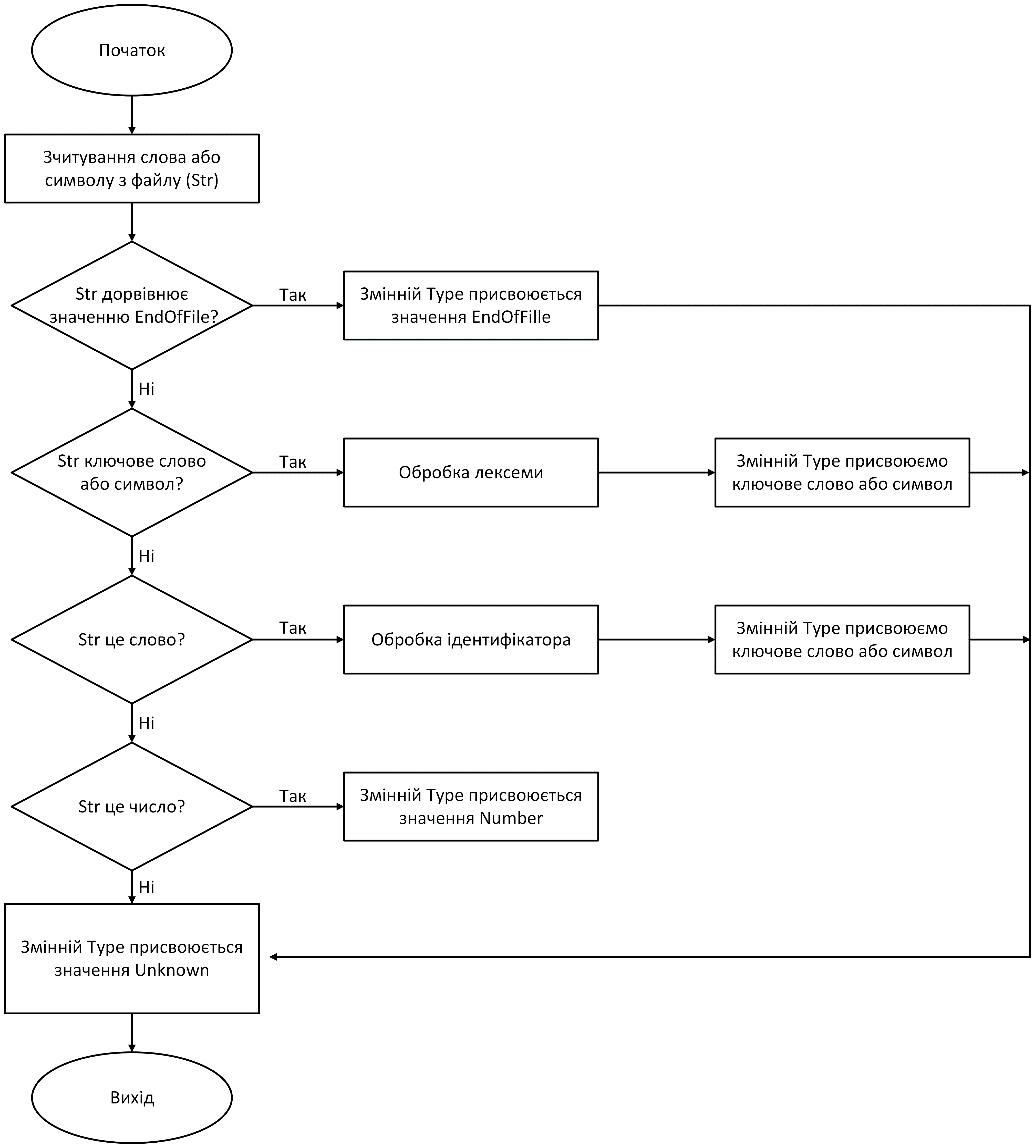 Початок
Зчитування слова або
символу з файлу (Str)
Str дорвівнює
значенню EndOfFile?
Так
Змінній Type присвоюється
значення EndOfFille
Ні
Str ключове слово
або символ?
Так
Обробка лексеми
Змінній Type присвоюємо
ключове слово або символ
Ні
Str це слово?
Так
Обробка ідентифікатора
Змінній Type присвоюємо
ключове слово або символ
Ні
Str це число?
Так
Змінній Type присвоюється
значення Number
Ні
Змінній Type присвоюється
значення Unknown
Вихід